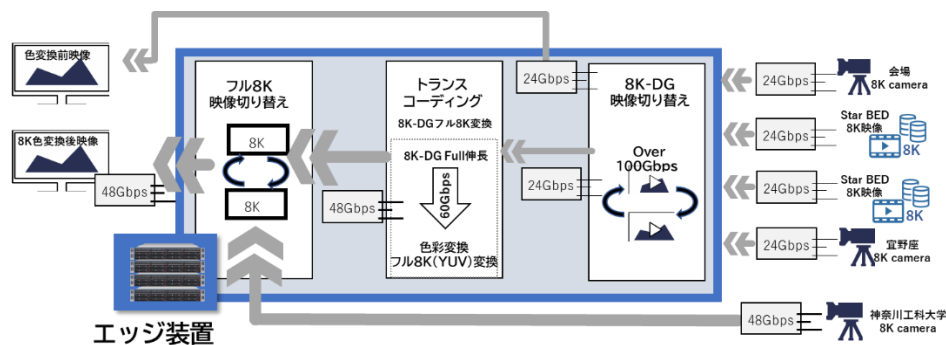 色変換前映像
8K色変換後映像
48Gbps
エッジ装置
フル8K
映像切り替え
8K
8K
トランス
コーディング
8K-DGフル8K変換
8K-DG Full伸長
60Gbps
色彩変換
フル8K(YUV)変換
48Gbps
24Gbps
24Gbps
8K-DG
映像切り替え
Over
100Gbps
24Gbps
会場
8K camera
24Gbps
Star BED
8K映像
8K
24Gbps
Star BED
8K映像
8K
24Gbps
宜野座
8K camera
48Gbps
神奈川工科大学
8K camera